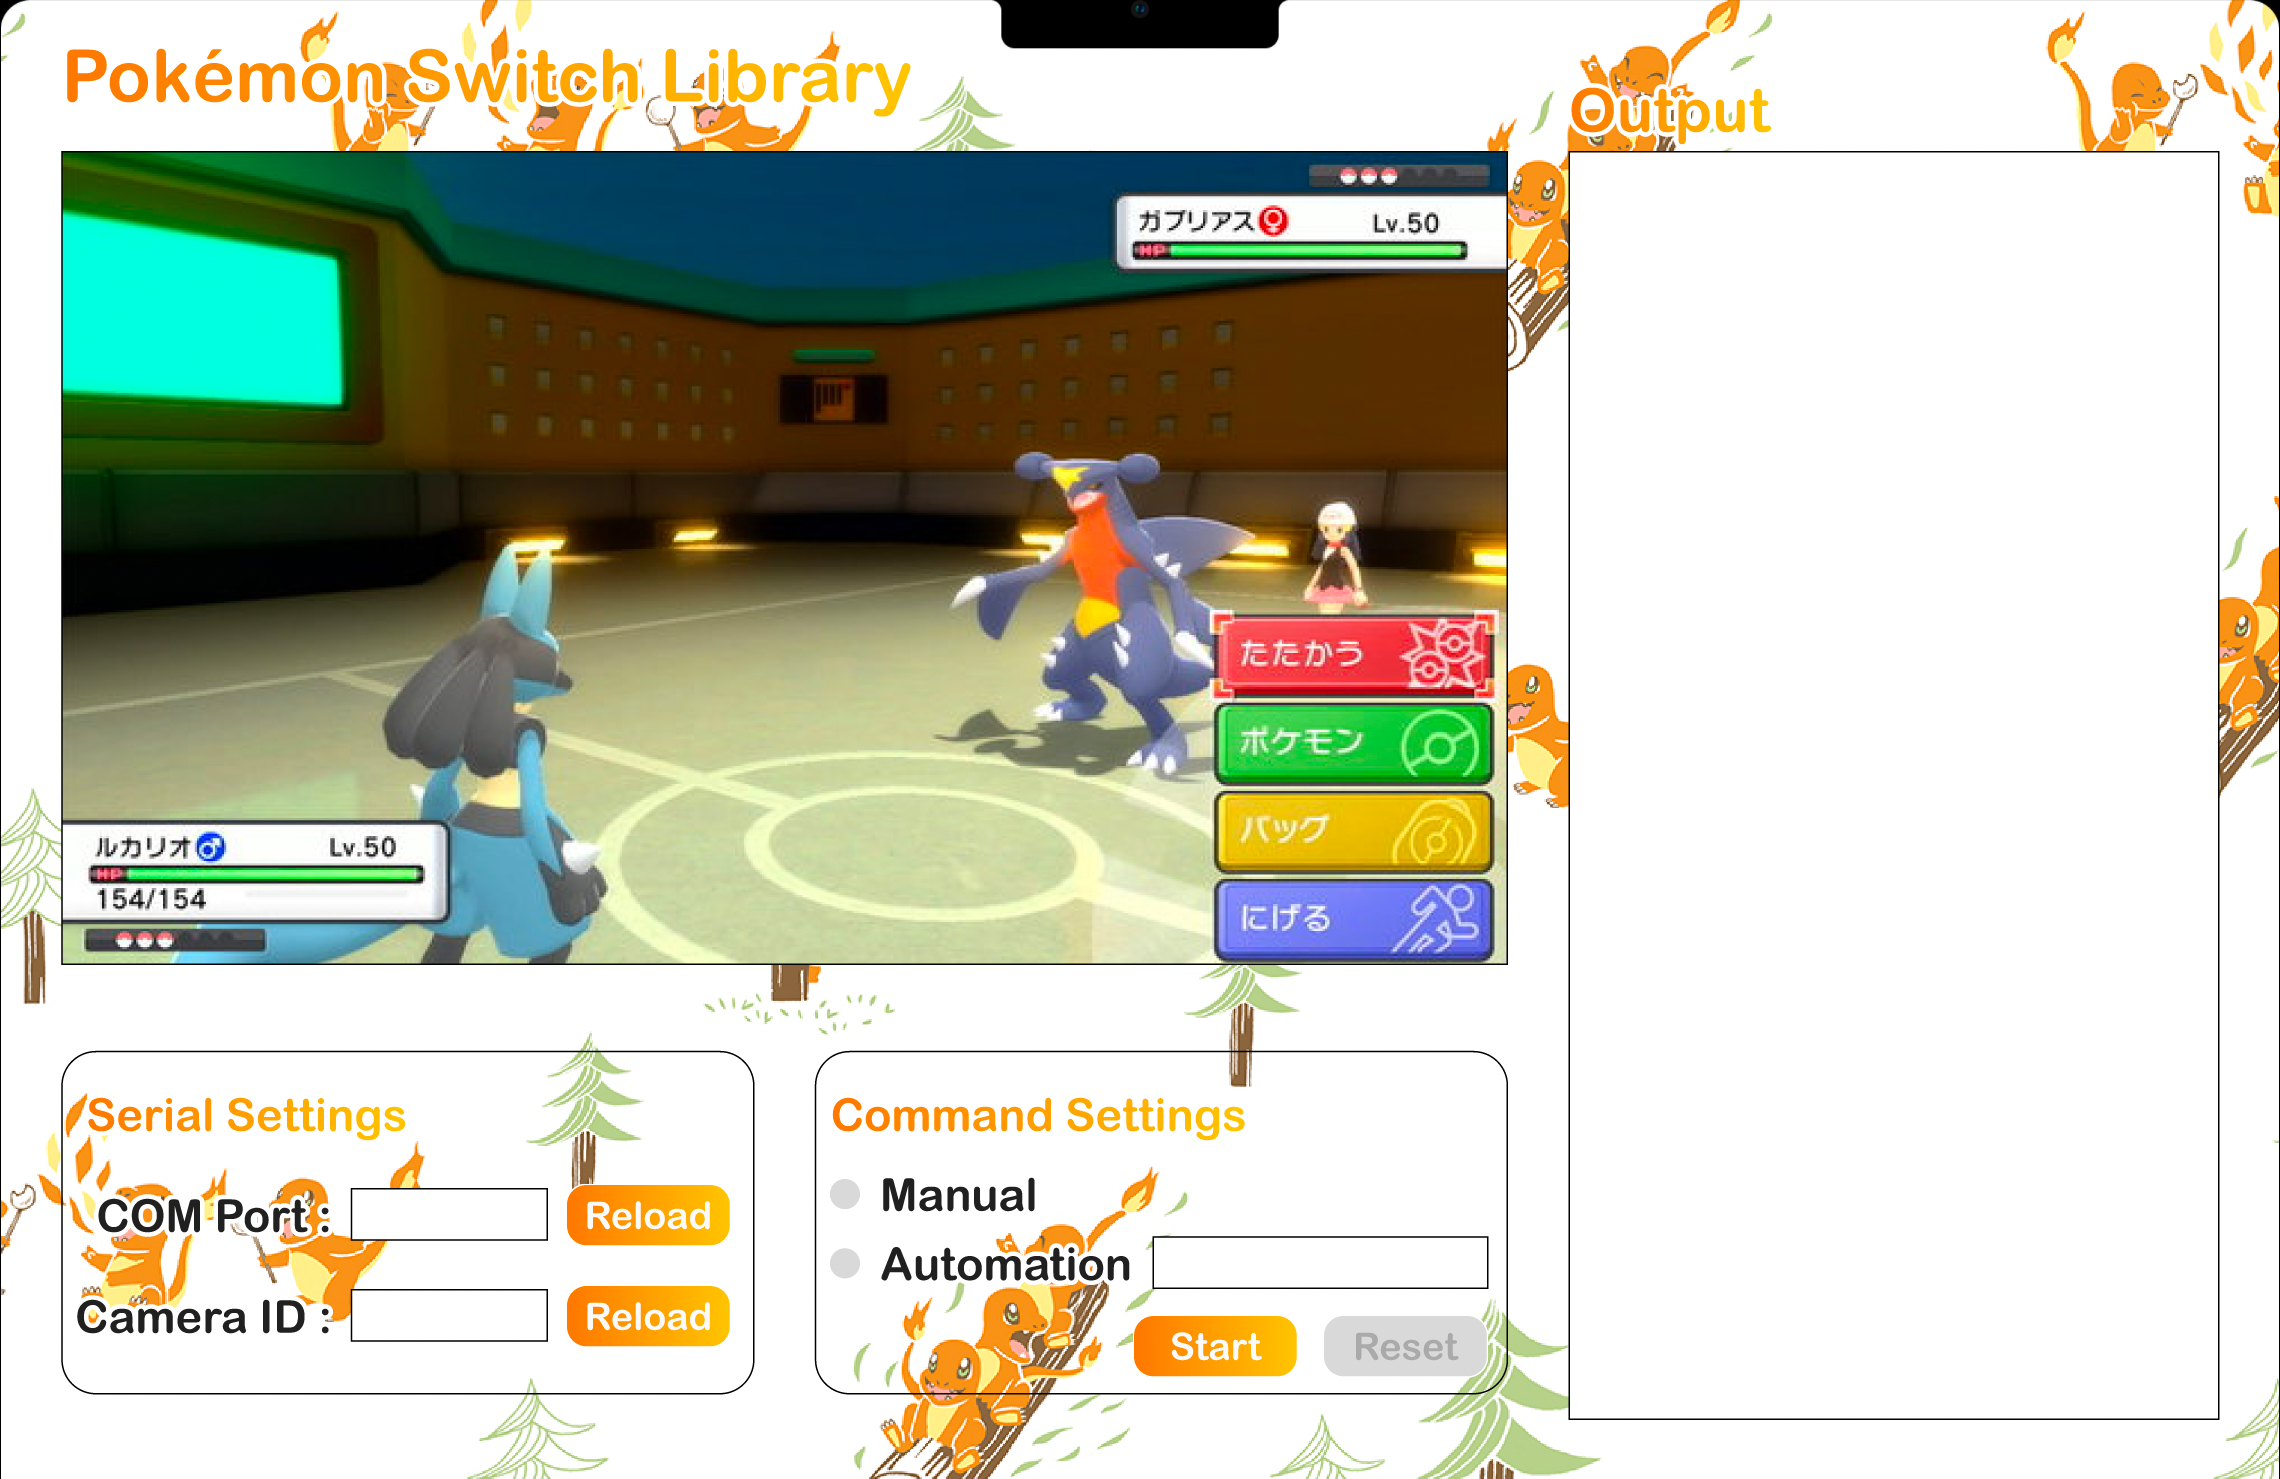 Pokémon Switch Library
Output
ガブリアス♀ Lv.50
HP
たたかう
ポケモン
バッグ
にげる
ルカリオ♂ Lv.50
HP
154/154
Serial Settings
COM Port :
Reload
Camera ID :
Reload
Command Settings
Manual
Automation
Start
Reset